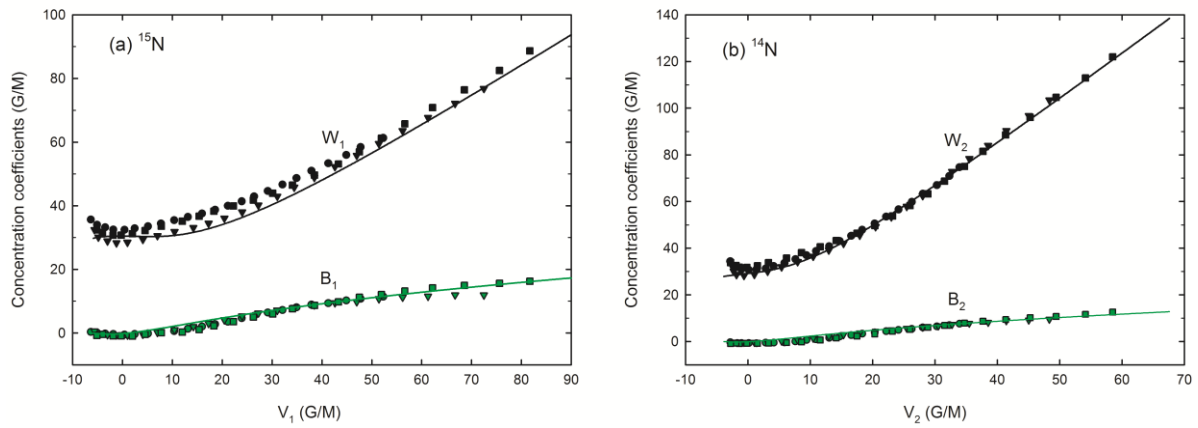 (a) ¹⁵N
Concentration coefficients (G/M)
100
80
60
40
20
0
W₁
B₁
-10 0 10 20 30 40 50 60 70 80 90
V₁ (G/M)
(b) ¹⁴N
Concentration coefficients (G/M)
140
120
100
80
60
40
20
0
W₂
B₂
-10 0 10 20 30 40 50 60 70
V₂ (G/M)